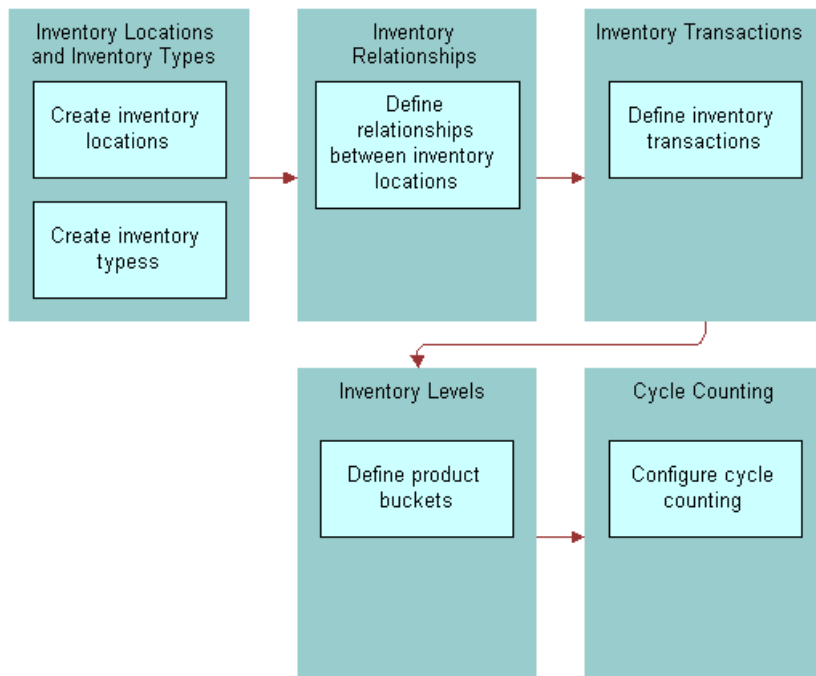 Inventory Locations
and Inventory Types
Create inventory
locations
Create inventory
typess
Inventory
Relationships
Define
relationships
between inventory
locations
Inventory Transactions
Define inventory
transactions
Inventory Levels
Define product
buckets
Cycle Counting
Configure cycle
counting